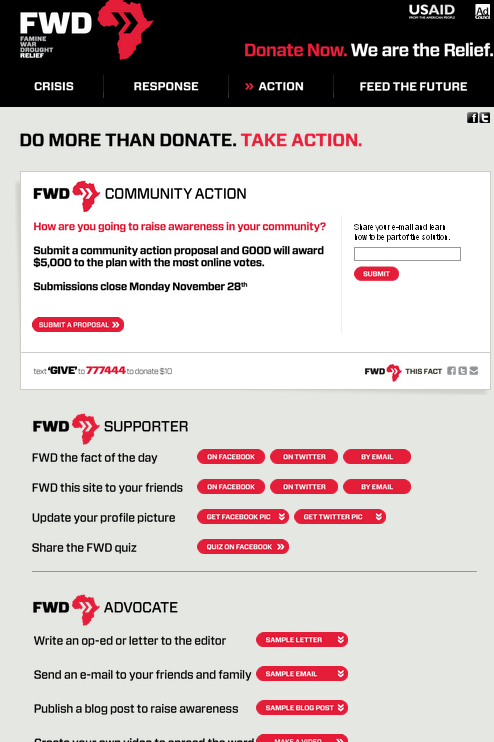 FWD
FAMINE
WAR
DROUGHT
RELIEF
USAID
FROM THE AMERICAN PEOPLE
Ad
Council
Donate Now. We are the Relief.
CRISIS RESPONSE » ACTION FEED THE FUTURE
DO MORE THAN DONATE. TAKE ACTION.
FWD COMMUNITY ACTION
How are you going to raise awareness in your community?
Submit a community action proposal and GOOD will award
$5,000 to the plan with the most online votes.
Submissions close Monday November 28th
SUBMIT A PROPOSAL »
Share your e-mail and learn
how to be part of the solution.
SUBMIT
text 'GIVE' to 777444 to donate $10
FWD THIS FACT
FWD SUPPORTER
FWD the fact of the day ON FACEBOOK ON TWITTER BY EMAIL
FWD this site to your friends ON FACEBOOK ON TWITTER BY EMAIL
Update your profile picture GET FACEBOOK PIC GET TWITTER PIC
Share the FWD quiz QUIZ ON FACEBOOK »
FWD ADVOCATE
Write an op-ed or letter to the editor SAMPLE LETTER
Send an e-mail to your friends and family SAMPLE EMAIL
Publish a blog post to raise awareness SAMPLE BLOG POST
Create your own video to spread the word MAKE A VIDEO »